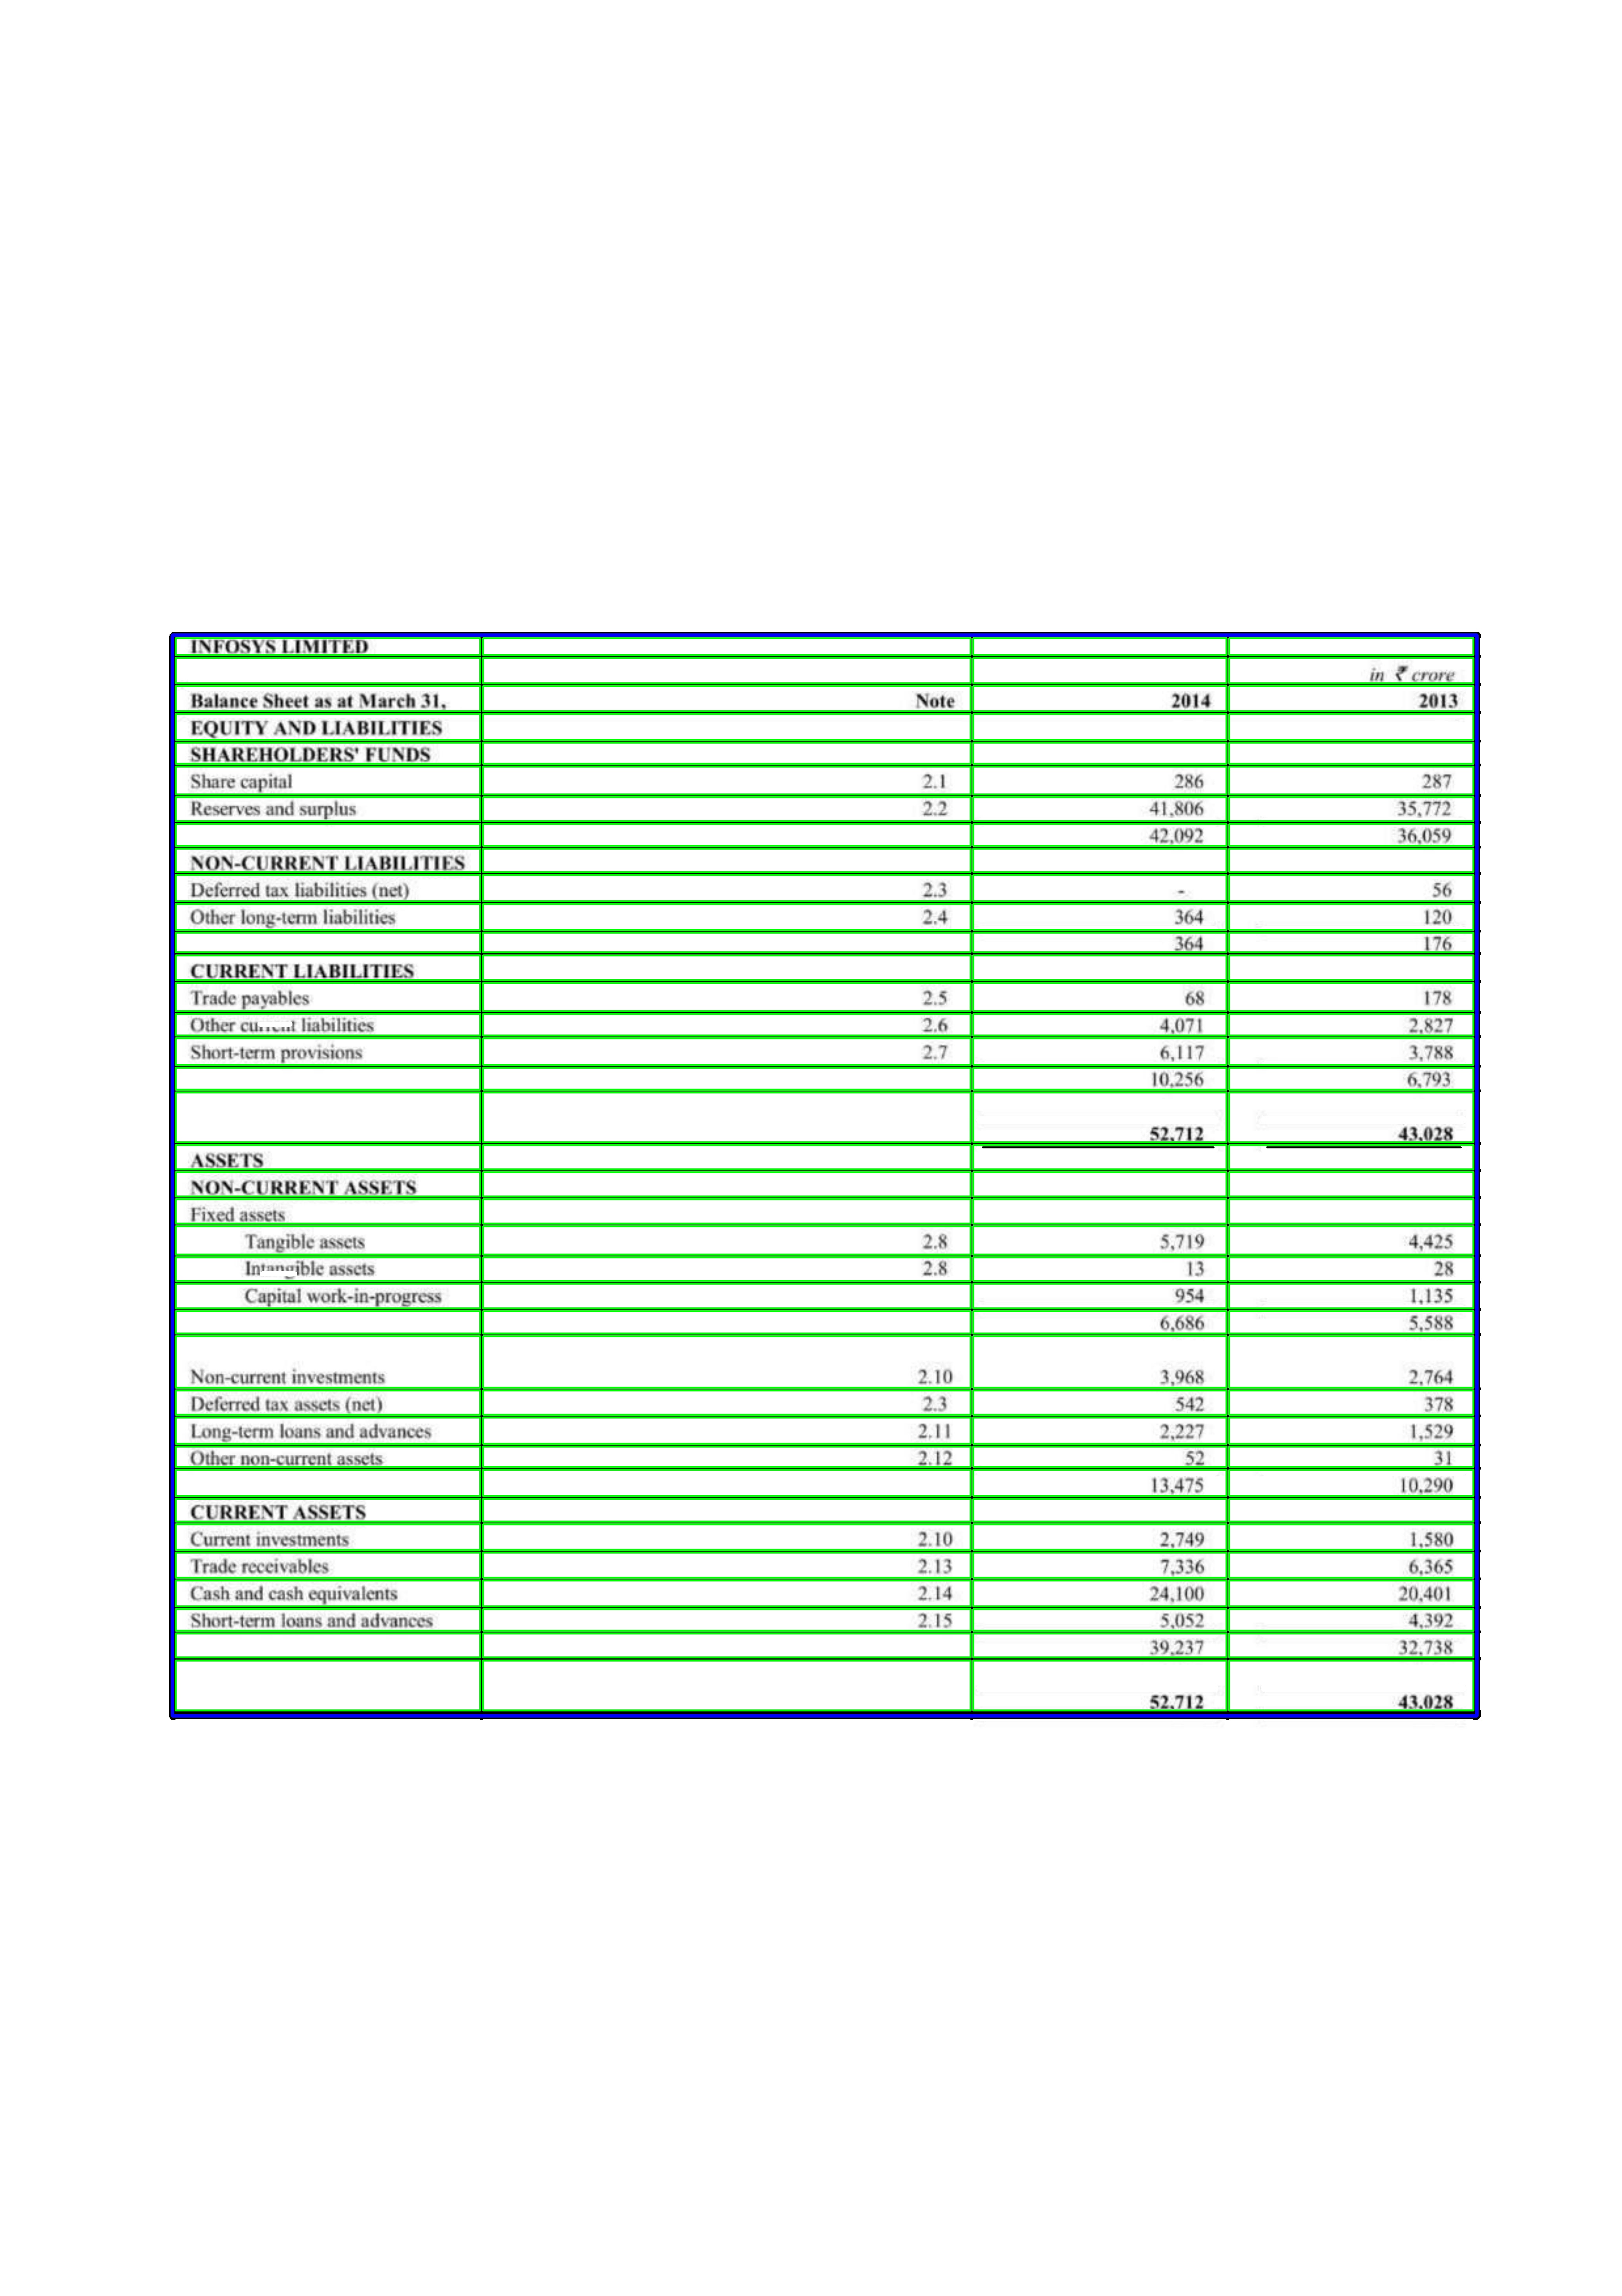 INFOSYS LIMITED
in ₹ crore
Balance Sheet as at March 31, Note 2014 2013
EQUITY AND LIABILITIES
SHAREHOLDERS' FUNDS
Share capital 2.1 286 287
Reserves and surplus 2.2 41,806 35,772
42,092 36,059
NON-CURRENT LIABILITIES
Deferred tax liabilities (net) 2.3 - 56
Other long-term liabilities 2.4 364 120
364 176
CURRENT LIABILITIES
Trade payables 2.5 68 178
Other current liabilities 2.6 4,071 2,827
Short-term provisions 2.7 6,117 3,788
10,256 6,793
52,712 43,028
ASSETS
NON-CURRENT ASSETS
Fixed assets
Tangible assets 2.8 5,719 4,425
Intangible assets 2.8 13 28
Capital work-in-progress 954 1,135
6,686 5,588
Non-current investments 2.10 3,968 2,764
Deferred tax assets (net) 2.3 542 378
Long-term loans and advances 2.11 2,227 1,529
Other non-current assets 2.12 52 31
13,475 10,290
CURRENT ASSETS
Current investments 2.10 2,749 1,580
Trade receivables 2.13 7,336 6,365
Cash and cash equivalents 2.14 24,100 20,401
Short-term loans and advances 2.15 5,052 4,392
39,237 32,738
52,712 43,028